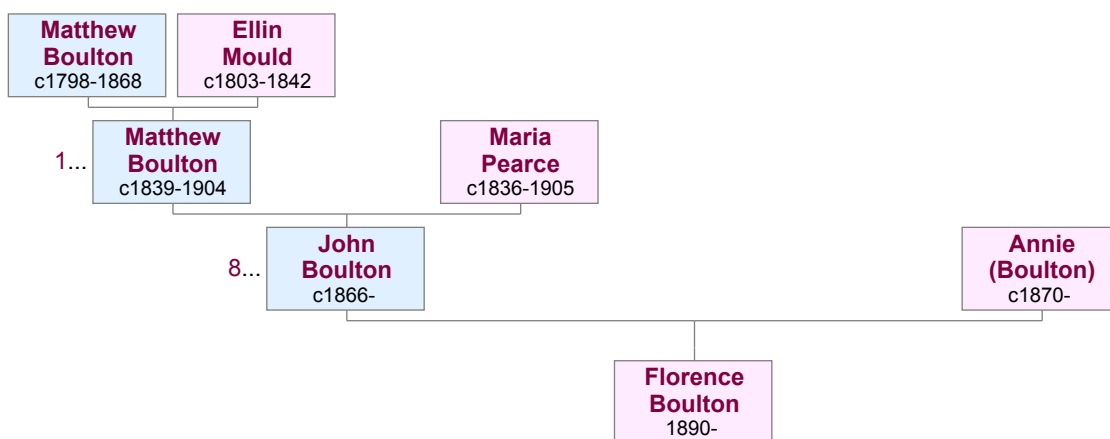 Matthew
Boulton
c1798-1868
Ellin
Mould
c1803-1842
1...
Matthew
Boulton
c1839-1904
Maria
Pearce
c1836-1905
8...
John
Boulton
c1866-
Annie
(Boulton)
c1870-
Florence
Boulton
1890-